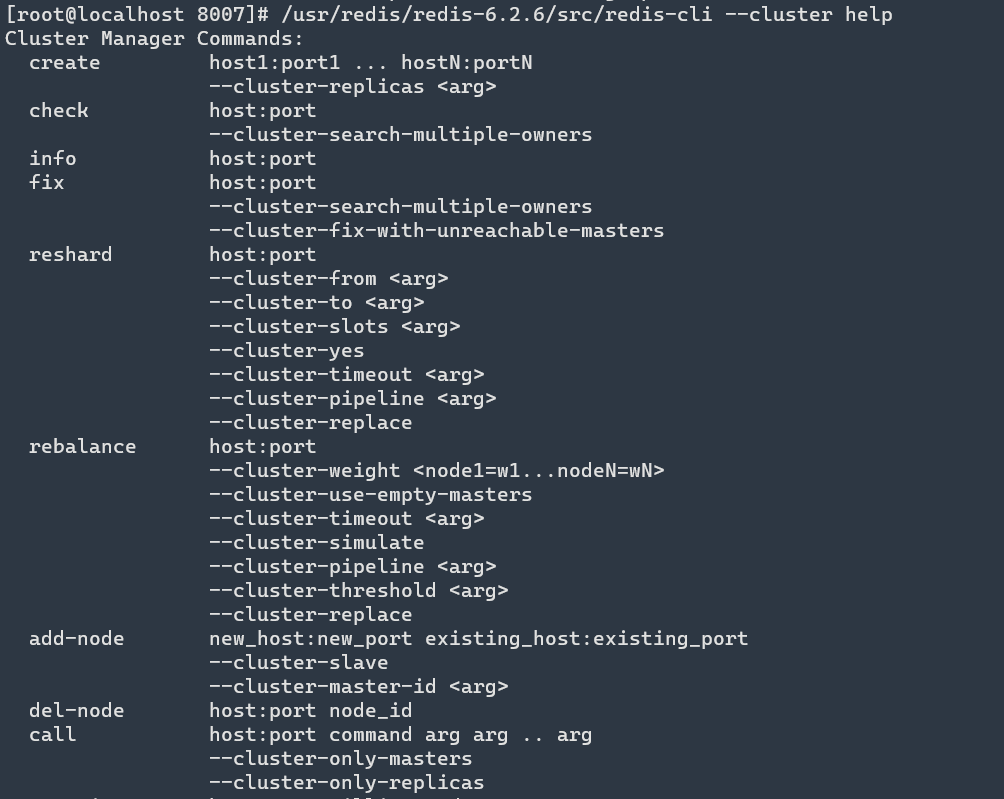 [root@localhost 8007]# /usr/redis/redis-6.2.6/src/redis-cli --cluster help
Cluster Manager Commands:
  create         host1:port1 ... hostN:portN
                 --cluster-replicas <arg>
  check          host:port
                 --cluster-search-multiple-owners
  info           host:port
  fix            host:port
                 --cluster-search-multiple-owners
                 --cluster-fix-with-unreachable-masters
  reshard        host:port
                 --cluster-from <arg>
                 --cluster-to <arg>
                 --cluster-slots <arg>
                 --cluster-yes
                 --cluster-timeout <arg>
                 --cluster-pipeline <arg>
                 --cluster-replace
  rebalance      host:port
                 --cluster-weight <node1=w1...nodeN=wN>
                 --cluster-use-empty-masters
                 --cluster-timeout <arg>
                 --cluster-simulate
                 --cluster-pipeline <arg>
                 --cluster-threshold <arg>
                 --cluster-replace
  add-node       new_host:new_port existing_host:existing_port
                 --cluster-slave
                 --cluster-master-id <arg>
  del-node       host:port node_id
  call           host:port command arg arg .. arg
                 --cluster-only-masters
                 --cluster-only-replicas